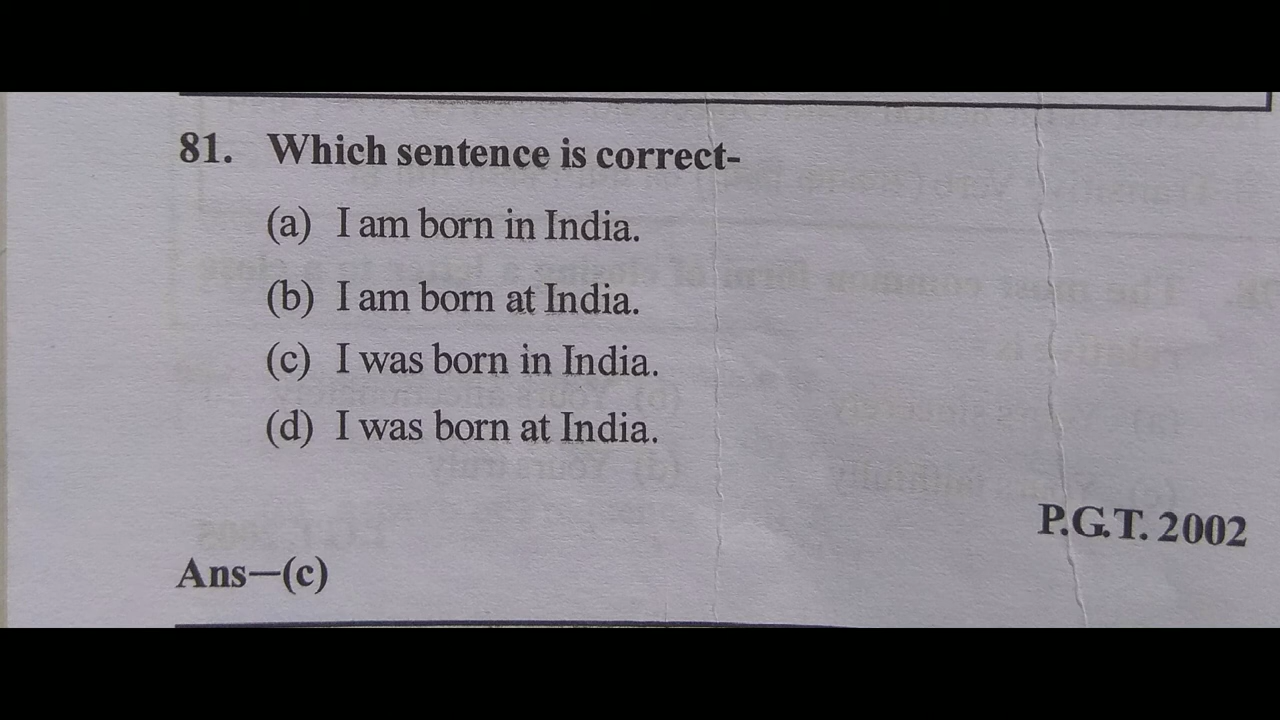 81. Which sentence is correct-
(a) I am born in India.
(b) I am born at India.
(c) I was born in India.
(d) I was born at India.
P.G.T. 2002
Ans—(c)